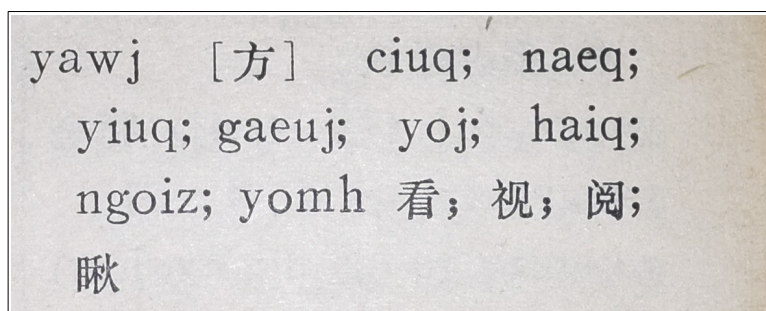 yawj [方] ciuq; naeq;
yiuq; gaeuj; yoj; haiq;
ngoiz; yomh 看；视；阅；
瞅